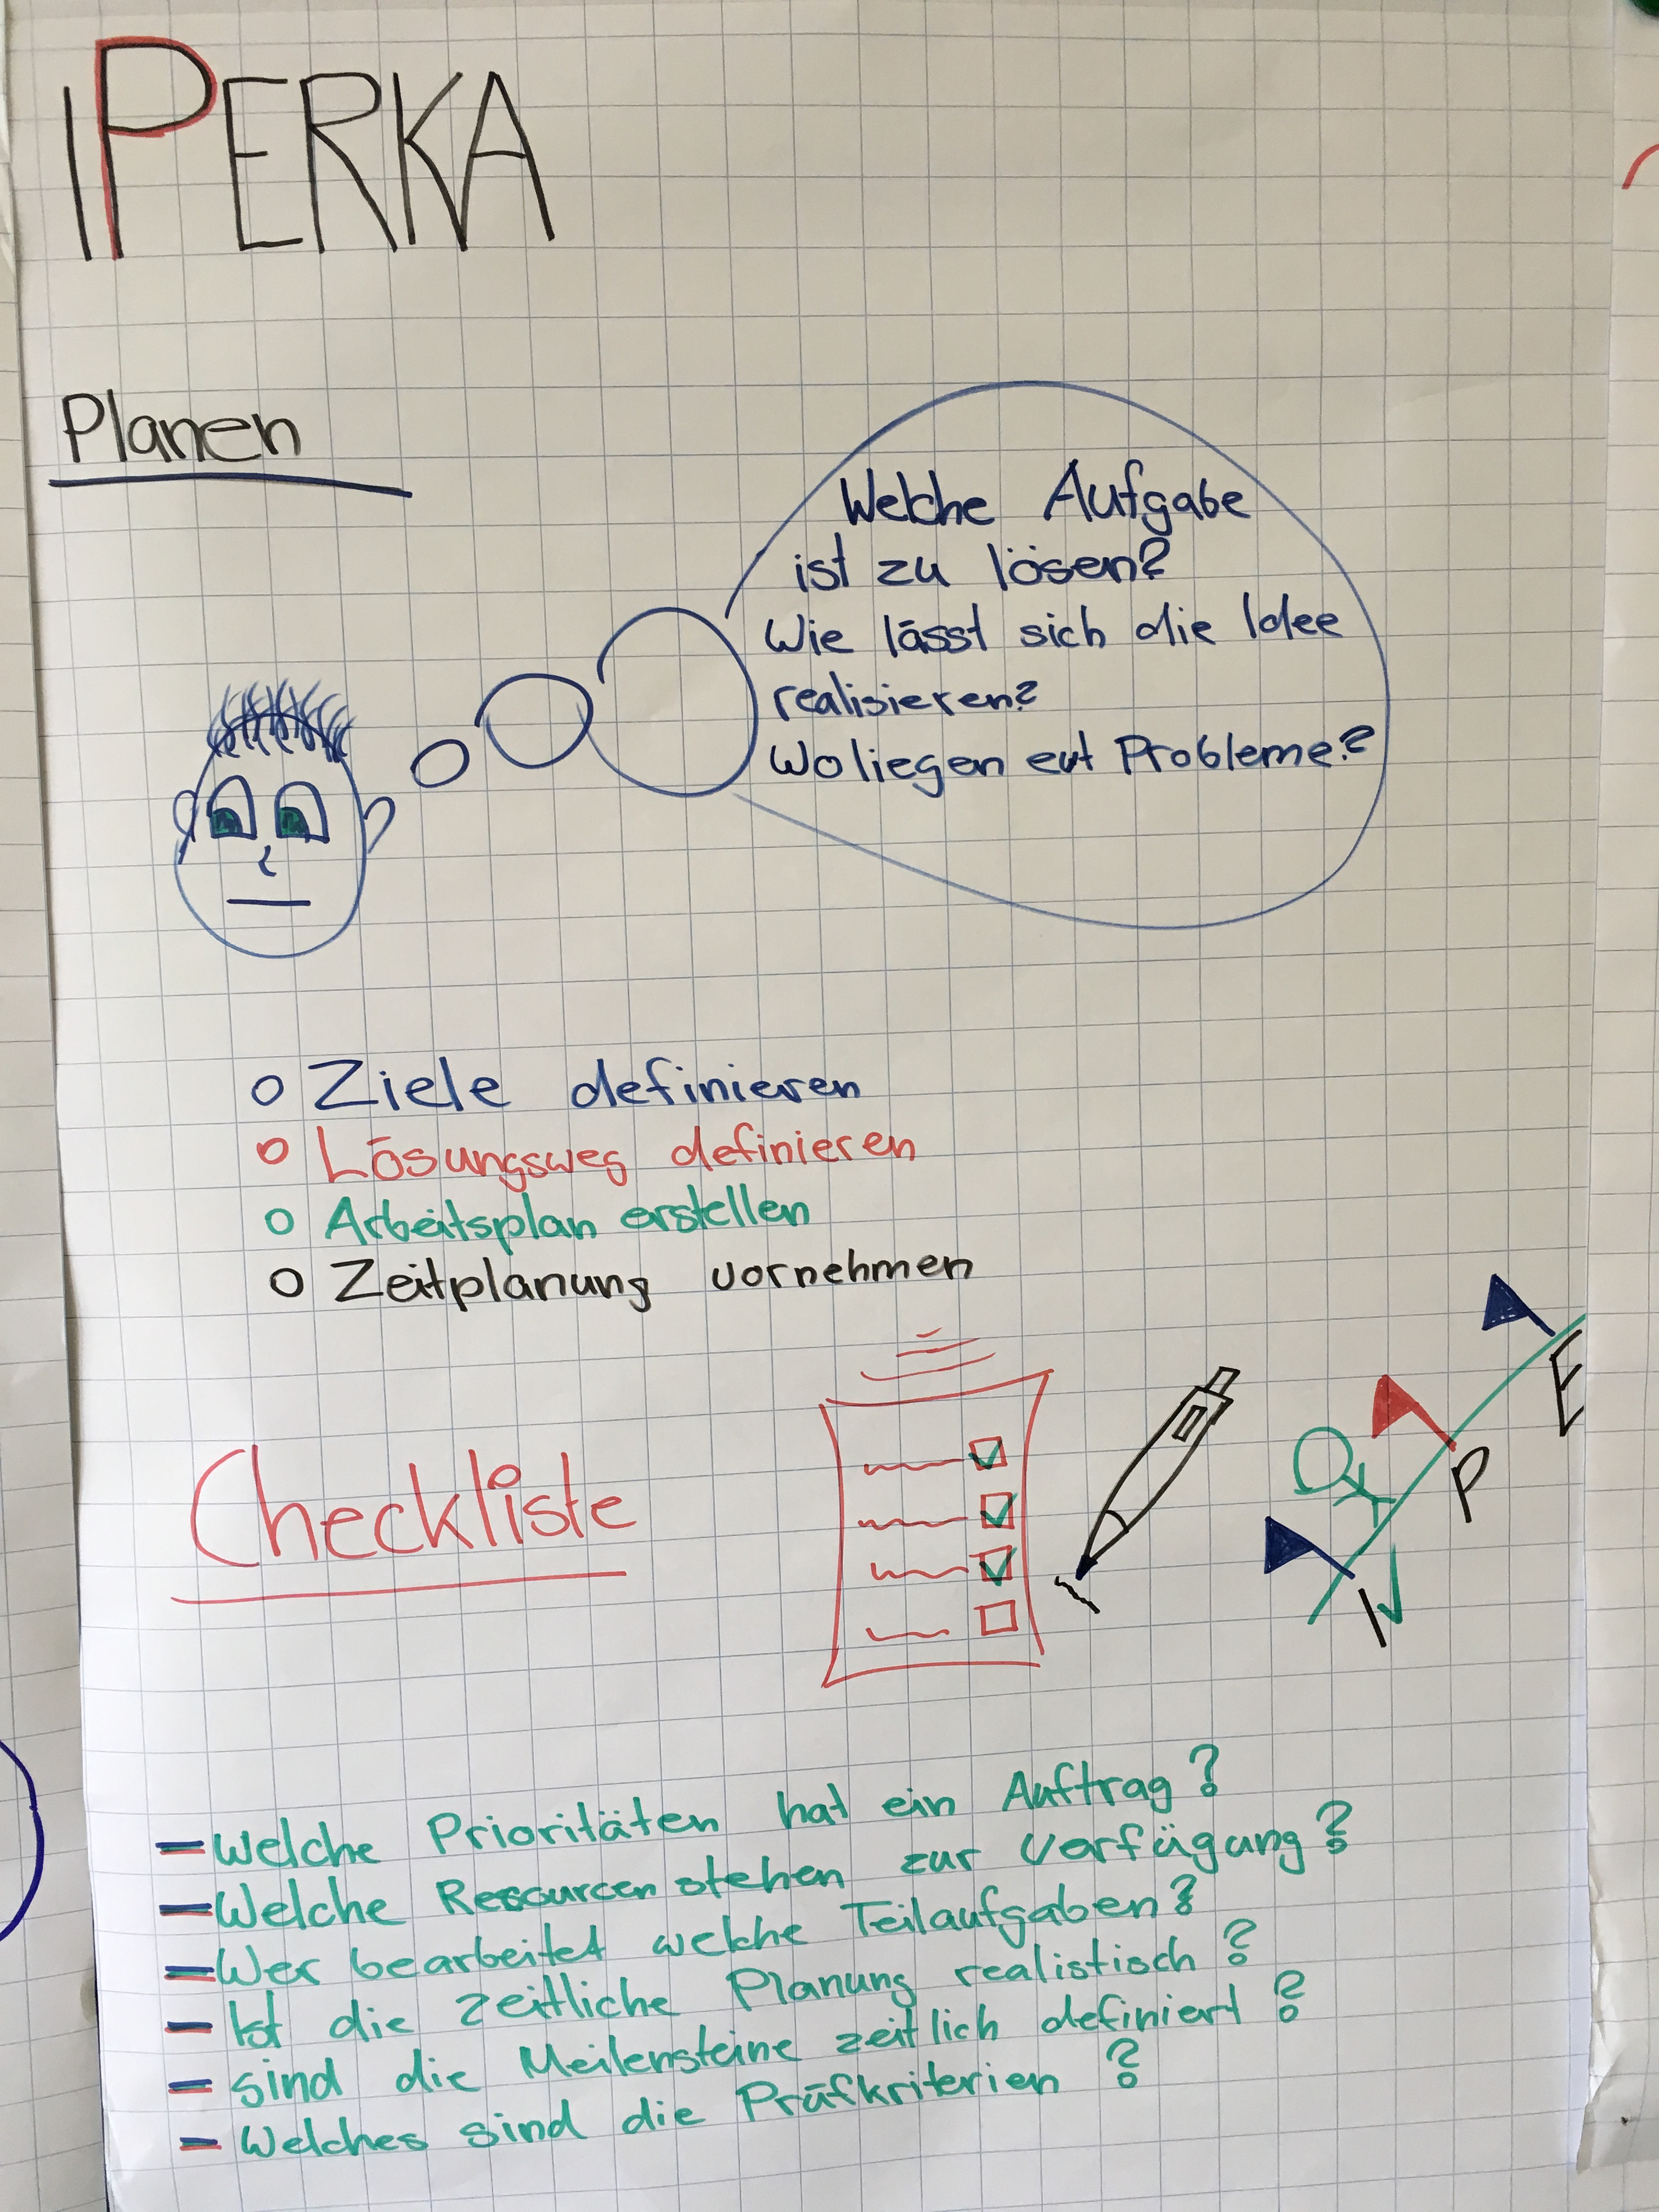 IPERKA
Planen
Welche Aufgabe
ist zu lösen?
Wie lässt sich die Idee
realisieren?
Wo liegen evt Probleme?
o Ziele definieren
o Lösungsweg definieren
o Arbeitsplan erstellen
o Zeitplanung vornehmen
Checkliste
E
P
I
- Welche Prioritäten hat ein Auftrag?
- Welche Resourcen stehen zur Verfügung?
- Wer bearbeitet welche Teilaufgaben?
- Ist die zeitliche Planung realistisch?
- sind die Meilensteine zeitlich definiert?
- Welches sind die Prüfkriterien?